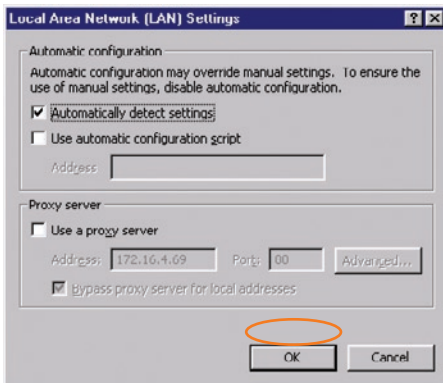 Local Area Network (LAN) Settings
Automatic configuration
Automatic configuration may override manual settings. To ensure the
use of manual settings, disable automatic configuration.
Automatically detect settings
Use automatic configuration script
Address
Proxy server
Use a proxy server
Address: 172.16.4.69 Port: 00 Advanced...
Bypass proxy server for local addresses
OK Cancel